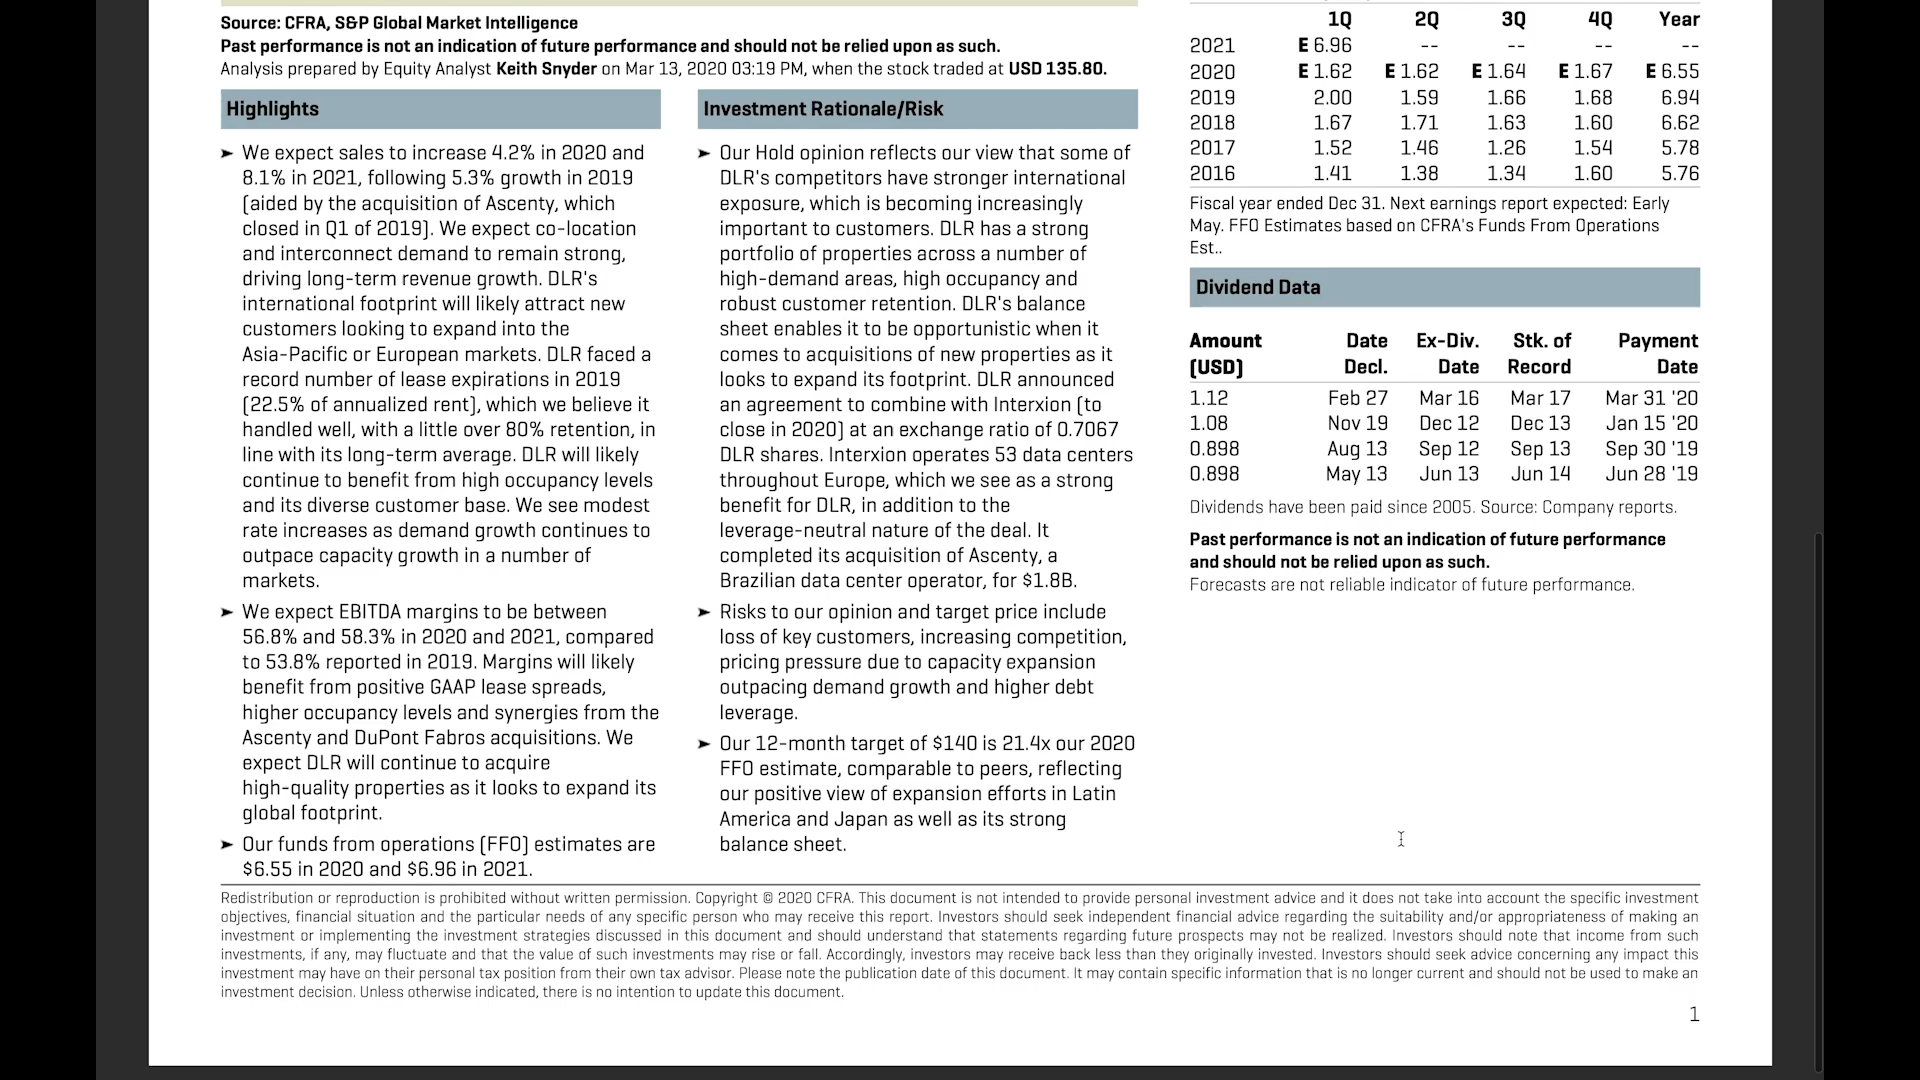 Source: CFRA, S&P Global Market Intelligence
Past performance is not an indication of future performance and should not be relied upon as such.
Analysis prepared by Equity Analyst Keith Snyder on Mar 13, 2020 03:19 PM, when the stock traded at USD 135.80.
Highlights
➤ We expect sales to increase 4.2% in 2020 and
8.1% in 2021, following 5.3% growth in 2019
(aided by the acquisition of Ascenty, which
closed in Q1 of 2019). We expect co-location
and interconnect demand to remain strong,
driving long-term revenue growth. DLR's
international footprint will likely attract new
customers looking to expand into the
Asia-Pacific or European markets. DLR faced a
record number of lease expirations in 2019
(22.5% of annualized rent), which we believe it
handled well, with a little over 80% retention, in
line with its long-term average. DLR will likely
continue to benefit from high occupancy levels
and its diverse customer base. We see modest
rate increases as demand growth continues to
outpace capacity growth in a number of
markets.
➤ We expect EBITDA margins to be between
56.8% and 58.3% in 2020 and 2021, compared
to 53.8% reported in 2019. Margins will likely
benefit from positive GAAP lease spreads,
higher occupancy levels and synergies from the
Ascenty and DuPont Fabros acquisitions. We
expect DLR will continue to acquire
high-quality properties as it looks to expand its
global footprint.
➤ Our funds from operations (FFO) estimates are
$6.55 in 2020 and $6.96 in 2021.
Investment Rationale/Risk
➤ Our Hold opinion reflects our view that some of
DLR's competitors have stronger international
exposure, which is becoming increasingly
important to customers. DLR has a strong
portfolio of properties across a number of
high-demand areas, high occupancy and
robust customer retention. DLR's balance
sheet enables it to be opportunistic when it
comes to acquisitions of new properties as it
looks to expand its footprint. DLR announced
an agreement to combine with Interxion (to
close in 2020) at an exchange ratio of 0.7067
DLR shares. Interxion operates 53 data centers
throughout Europe, which we see as a strong
benefit for DLR, in addition to the
leverage-neutral nature of the deal. It
completed its acquisition of Ascenty, a
Brazilian data center operator, for $1.8B.
➤ Risks to our opinion and target price include
loss of key customers, increasing competition,
pricing pressure due to capacity expansion
outpacing demand growth and higher debt
leverage.
➤ Our 12-month target of $140 is 21.4x our 2020
FFO estimate, comparable to peers, reflecting
our positive view of expansion efforts in Latin
America and Japan as well as its strong
balance sheet.
1Q 2Q 3Q 4Q Year
2021 E 6.96 -- -- -- --
2020 E 1.62 E 1.62 E 1.64 E 1.67 E 6.55
2019 2.00 1.59 1.66 1.68 6.94
2018 1.67 1.71 1.63 1.60 6.62
2017 1.52 1.46 1.26 1.54 5.78
2016 1.41 1.38 1.34 1.60 5.76
Fiscal year ended Dec 31. Next earnings report expected: Early
May. FFO Estimates based on CFRA's Funds From Operations
Est..
Dividend Data
Amount Date Ex-Div. Stk. of Payment
(USD) Decl. Date Record Date
1.12 Feb 27 Mar 16 Mar 17 Mar 31 '20
1.08 Nov 19 Dec 12 Dec 13 Jan 15 '20
0.898 Aug 13 Sep 12 Sep 13 Sep 30 '19
0.898 May 13 Jun 13 Jun 14 Jun 28 '19
Dividends have been paid since 2005. Source: Company reports.
Past performance is not an indication of future performance
and should not be relied upon as such.
Forecasts are not reliable indicator of future performance.
Redistribution or reproduction is prohibited without written permission. Copyright © 2020 CFRA. This document is not intended to provide personal investment advice and it does not take into account the specific investment
objectives, financial situation and the particular needs of any specific person who may receive this report. Investors should seek independent financial advice regarding the suitability and/or appropriateness of making an
investment or implementing the investment strategies discussed in this document and should understand that statements regarding future prospects may not be realized. Investors should note that income from such
investments, if any, may fluctuate and that the value of such investments may rise or fall. Accordingly, investors may receive back less than they originally invested. Investors should seek advice concerning any impact this
investment may have on their personal tax position from their own tax advisor. Please note the publication date of this document. It may contain specific information that is no longer current and should not be used to make an
investment decision. Unless otherwise indicated, there is no intention to update this document.
1